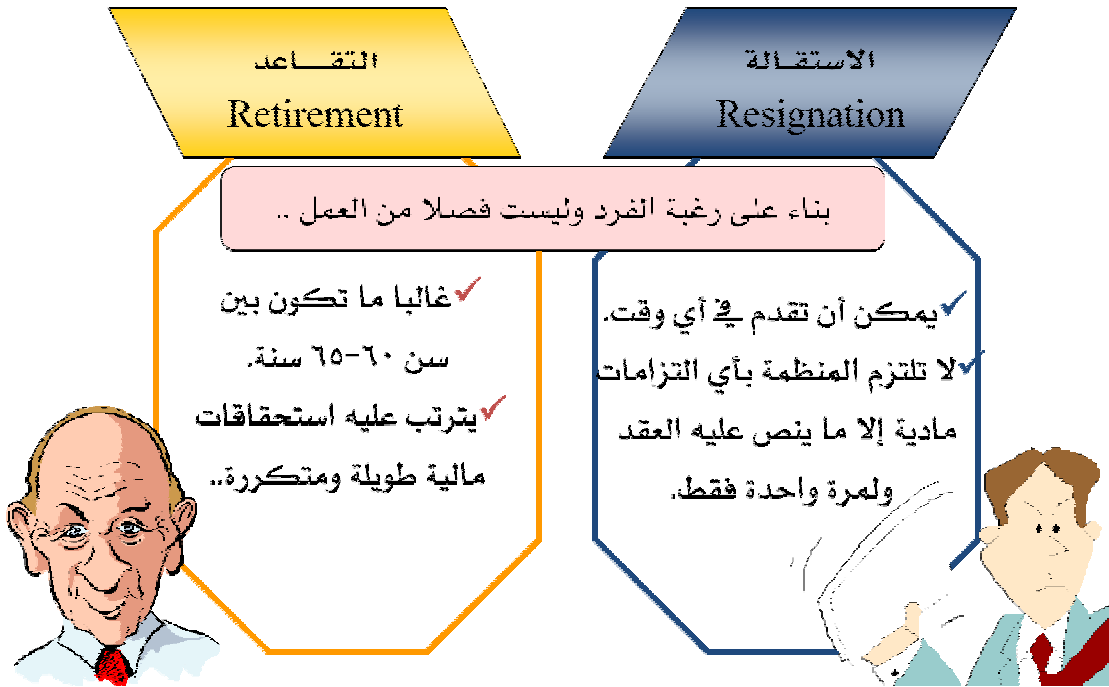 الاستقــالة
Resignation
التقــــاعد
Retirement
بناء على رغبة الفرد وليست فصلا من العمل ..
يمكن أن تقدم في أي وقت.
لا تلتزم المنظمة بأي التزامات
مادية إلا ما ينص عليه العقد
ولمرة واحدة فقط.
غالبا ما تكون بين
سن ٦٠-٦٥ سنة.
يترتب عليه استحقاقات
مالية طويلة ومتكررة..